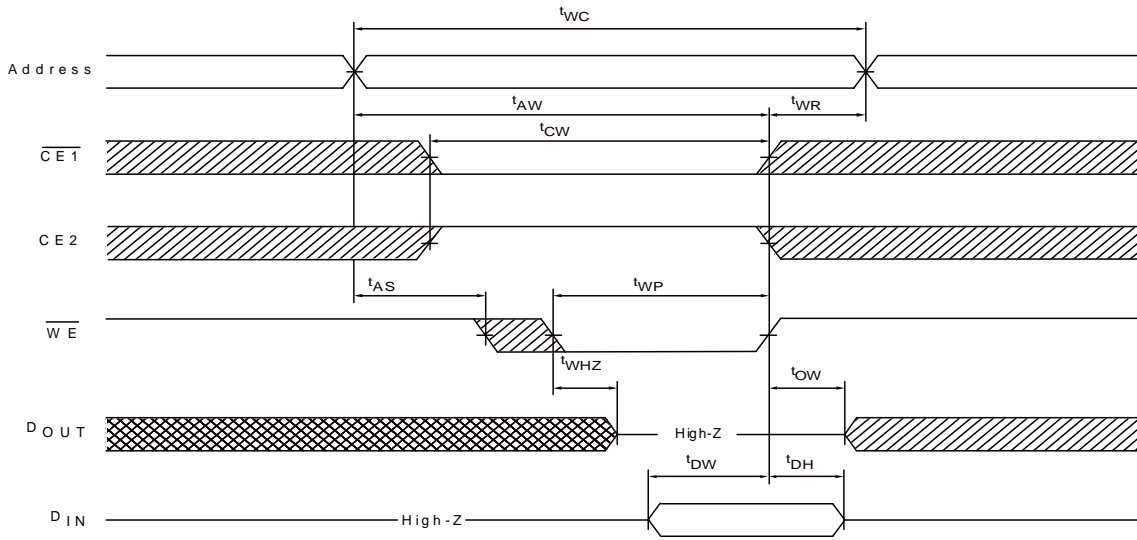 tWC
Address
tAW
tWR
tCW
CE1
CE2
tAS
tWP
WE
tWHZ
tOW
DOUT
High-Z
tDW
tDH
DIN
High-Z